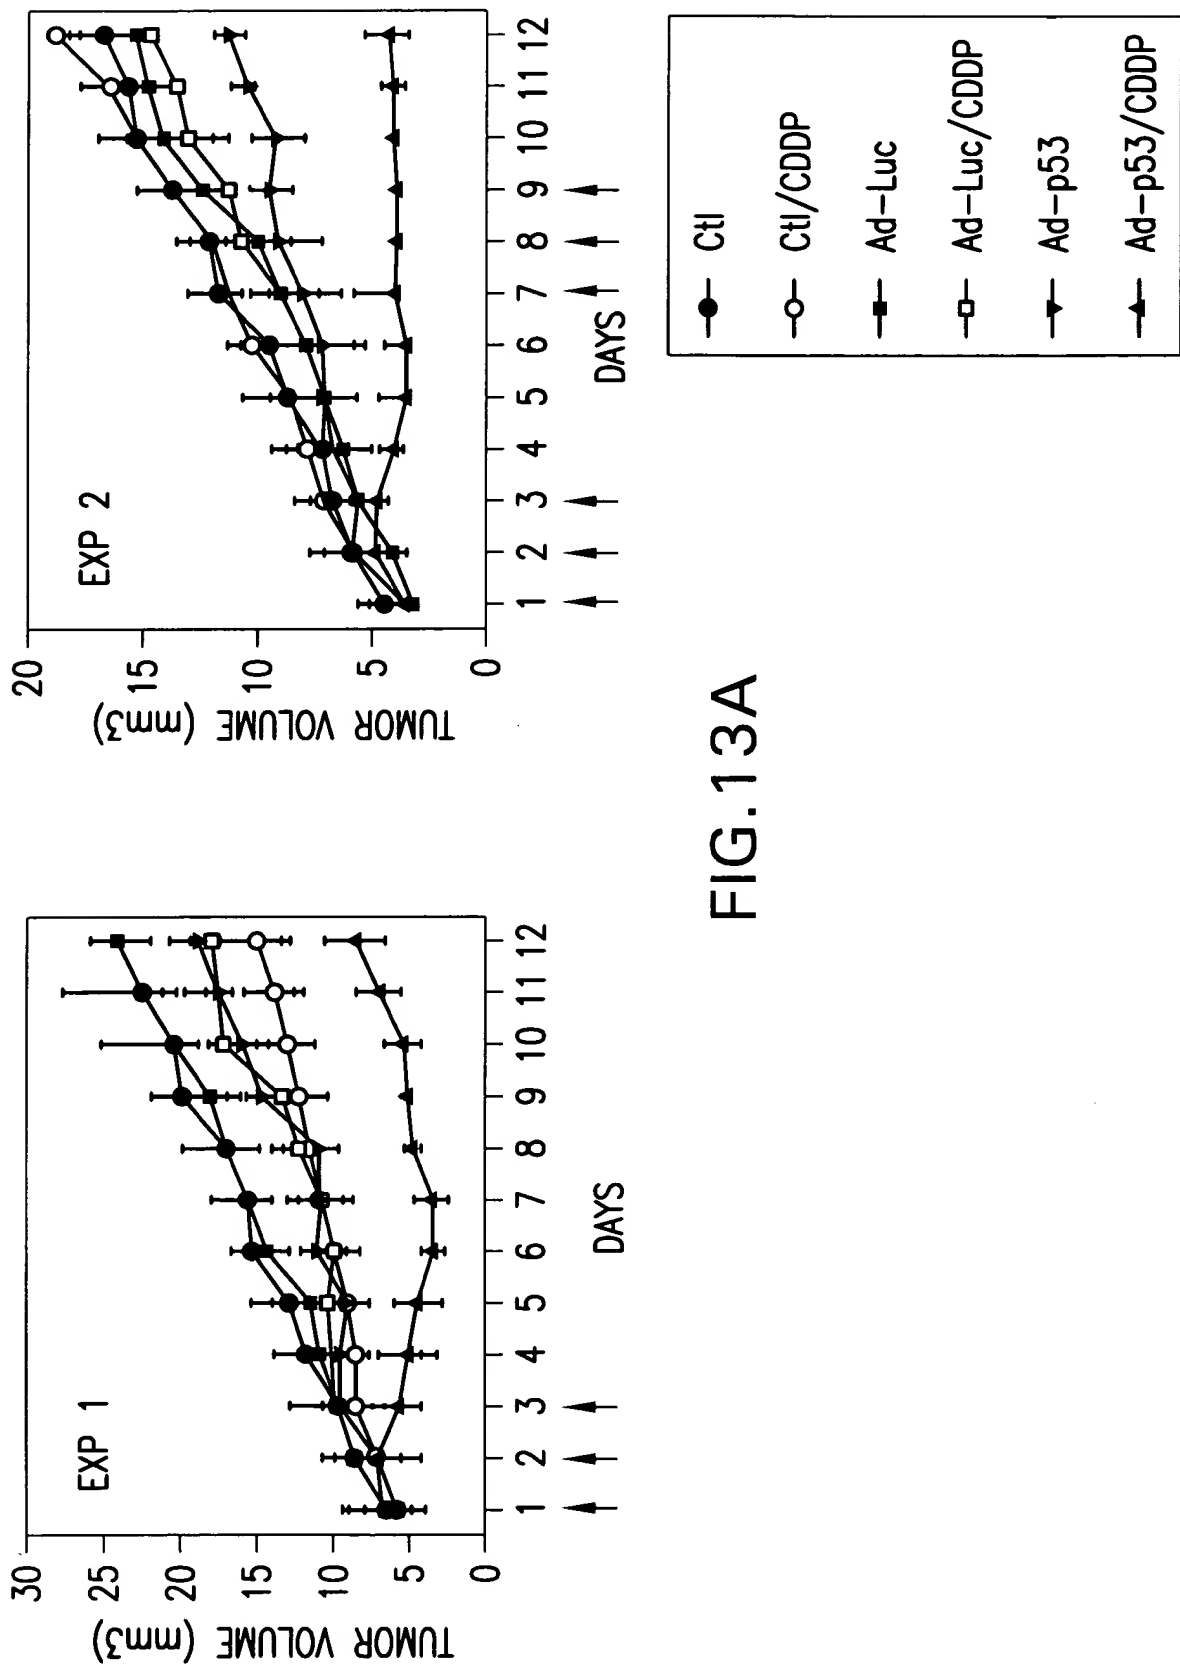 EXP 1
TUMOR VOLUME (mm3)
30
25
20
15
10
5
0
1 2 3 4 5 6 7 8 9 10 11 12
DAYS
EXP 2
TUMOR VOLUME (mm3)
20
15
10
5
0
1 2 3 4 5 6 7 8 9 10 11 12
DAYS
Ctl
Ctl/CDDP
Ad-Luc
Ad-Luc/CDDP
Ad-p53
Ad-p53/CDDP
FIG.13A